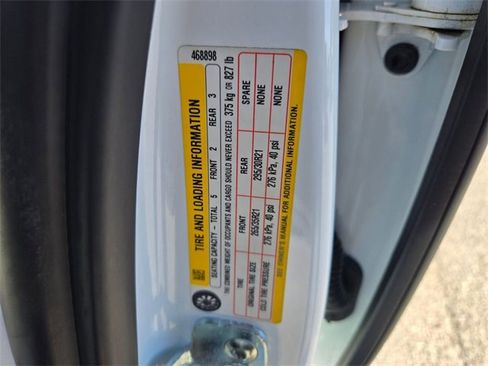 468898
TIRE AND LOADING INFORMATION
SEATING CAPACITY - TOTAL 5 FRONT 2 REAR 3
THE COMBINED WEIGHT OF OCCUPANTS AND CARGO SHOULD NEVER EXCEED 375 kg OR 827 lb
TIRE FRONT REAR SPARE
ORIGINAL TIRE SIZE 265/35R21 295/30R21 NONE
COLD TIRE PRESSURE 276 kPa, 40 psi 276 kPa, 40 psi NONE
SEE OWNER'S MANUAL FOR ADDITIONAL INFORMATION.